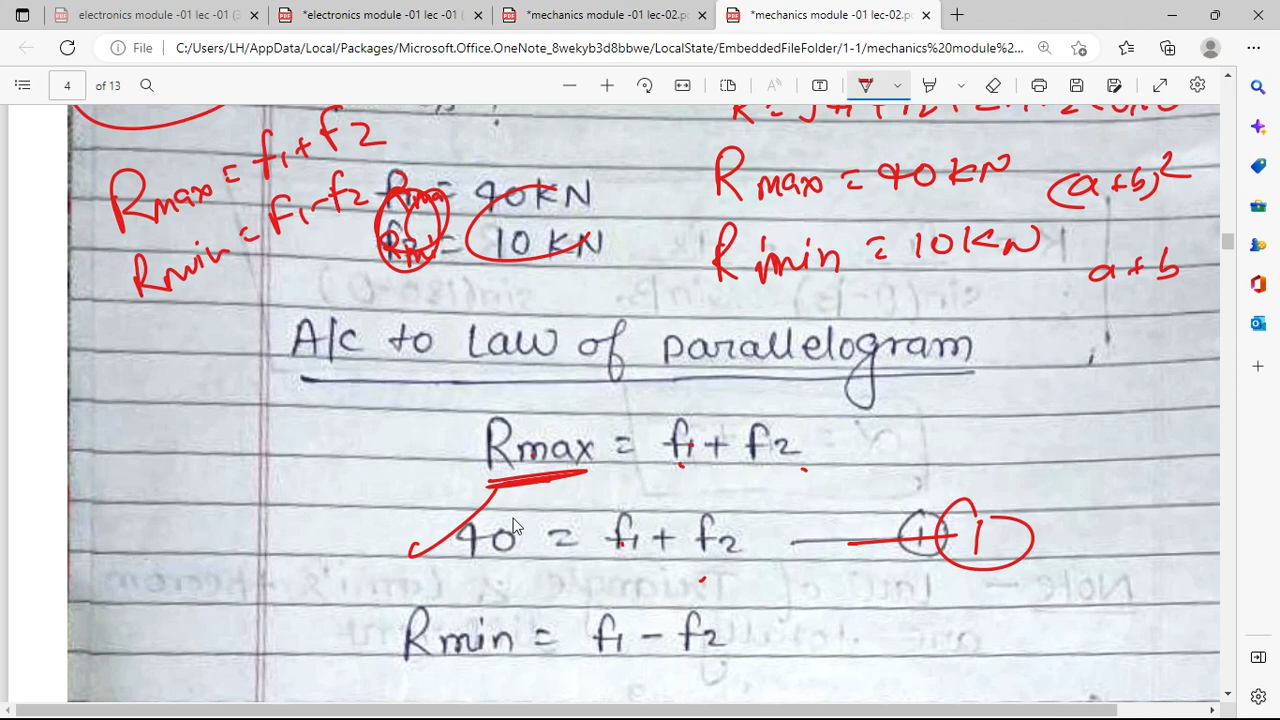 electronics module -01 lec -01 (
*electronics module -01 lec -01 (
*mechanics module -01 lec-02.p
*mechanics module -01 lec-02.p
File
C:/Users/LH/AppData/Local/Packages/Microsoft.Office.OneNote_8wekyb3d8bbwe/LocalState/EmbeddedFileFolder/1-1/mechanics%20module%2...
4 of 13
Rmax = f1 + f2
Rmin = f1 - f2
= 40 KN
= 10 KN
Rmax = 40 KN
(a+b)2
Rmin = 10 KN
a+b
A/c to law of parallelogram
Rmax = f1 + f2
40 = f1 + f2 1 1
Rmin = f1 - f2